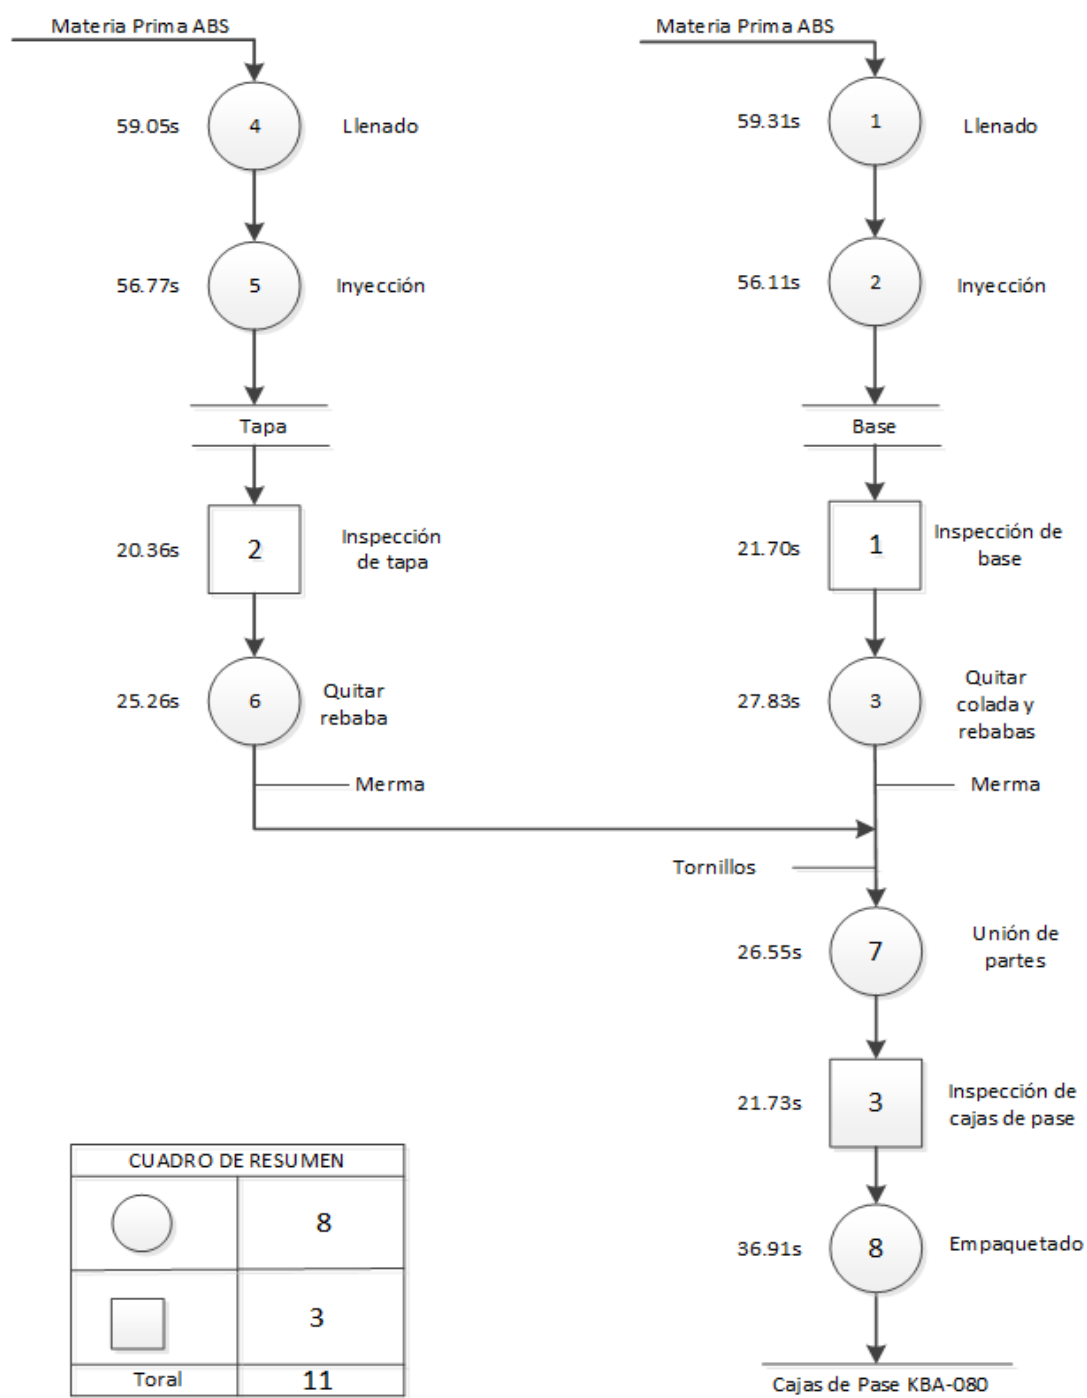 Materia Prima ABS
Materia Prima ABS
59.05s
4
Llenado
59.31s
1
Llenado
56.77s
5
Inyección
56.11s
2
Inyección
Tapa
Base
20.36s
2
Inspección
de tapa
21.70s
1
Inspección de
base
25.26s
6
Quitar
rebaba
27.83s
3
Quitar
colada y
rebabas
Merma
Merma
Tornillos
26.55s
7
Unión de
partes
21.73s
3
Inspección de
cajas de pase
36.91s
8
Empaquetado
Cajas de Pase KBA-080
CUADRO DE RESUMEN
8
3
Toral
11